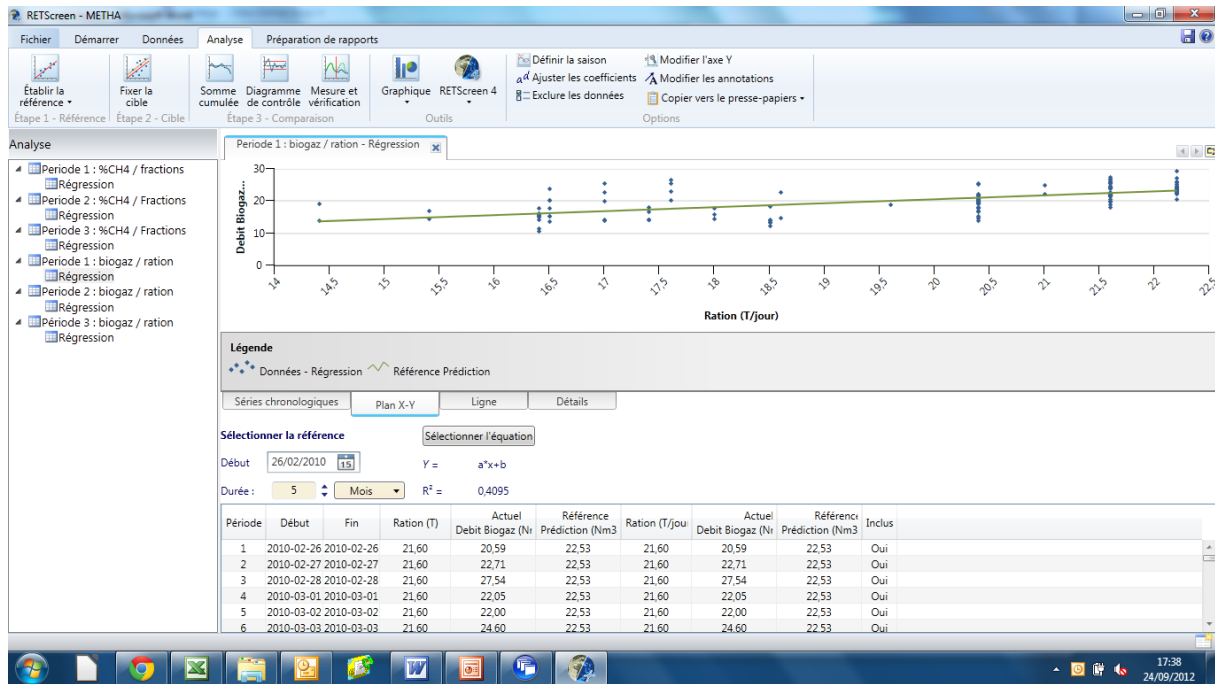 RETScreen - METHA
Fichier Démarrer Données Analyse Préparation de rapports
Établir la référence
Fixer la cible
Somme cumulée
Diagramme de contrôle
Mesure et vérification
Graphique
RETScreen 4
Définir la saison
Ajuster les coefficients
Exclure les données
Modifier l'axe Y
Modifier les annotations
Copier vers le presse-papiers
Étape 1 - Référence Étape 2 - Cible Étape 3 - Comparaison Outils Options
Analyse
Periode 1 : %CH4 / fractions
Régression
Periode 2 : %CH4 / Fractions
Régression
Periode 3 : %CH4 / Fractions
Régression
Periode 1 : biogaz / ration
Régression
Periode 2 : biogaz / ration
Régression
Période 3 : biogaz / ration
Régression
Periode 1 : biogaz / ration - Régression
Debit Biogaz...
30
20
10
0
14 14,5 15 15,5 16 16,5 17 17,5 18 18,5 19 19,5 20 20,5 21 21,5 22 22,5
Ration (T/jour)
Légende
Données - Régression Référence Prédiction
Séries chronologiques Plan X-Y Ligne Détails
Sélectionner la référence Sélectionner l'équation
Début 26/02/2010 15 Y = a*x+b
Durée : 5 Mois R² = 0,4095
Période Début Fin Ration (T) Actuel Debit Biogaz (Nr Référence Prédiction (Nm3 Ration (T/jou Actuel Debit Biogaz (Nr Référence Prédiction (Nm3 Inclus
1 2010-02-26 2010-02-26 21,60 20,59 22,53 21,60 20,59 22,53 Oui
2 2010-02-27 2010-02-27 21,60 22,71 22,53 21,60 22,71 22,53 Oui
3 2010-02-28 2010-02-28 21,60 27,54 22,53 21,60 27,54 22,53 Oui
4 2010-03-01 2010-03-01 21,60 22,05 22,53 21,60 22,05 22,53 Oui
5 2010-03-02 2010-03-02 21,60 22,00 22,53 21,60 22,00 22,53 Oui
6 2010-03-03 2010-03-03 21,60 24,60 22,53 21,60 24,60 22,53 Oui
17:38
24/09/2012